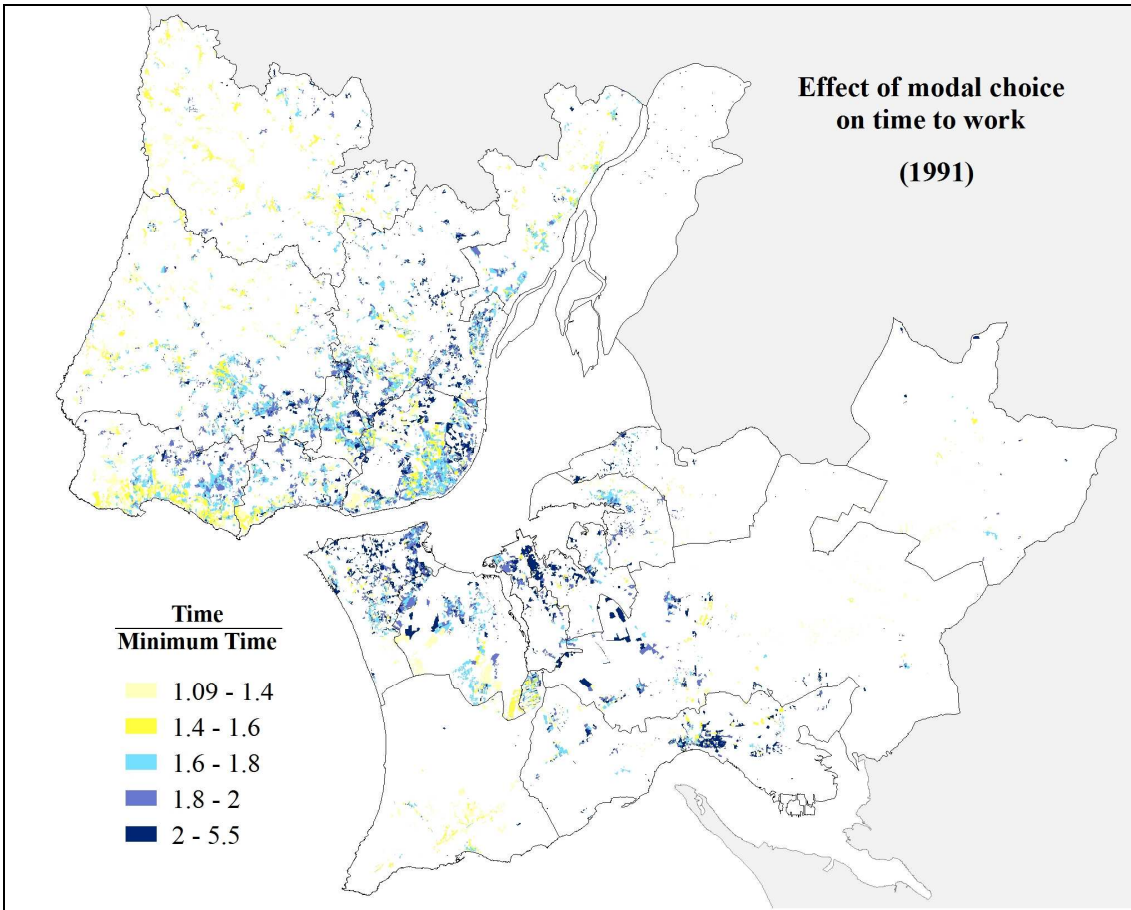 Effect of modal choice
on time to work
(1991)
Time
Minimum Time
1.09 - 1.4
1.4 - 1.6
1.6 - 1.8
1.8 - 2
2 - 5.5